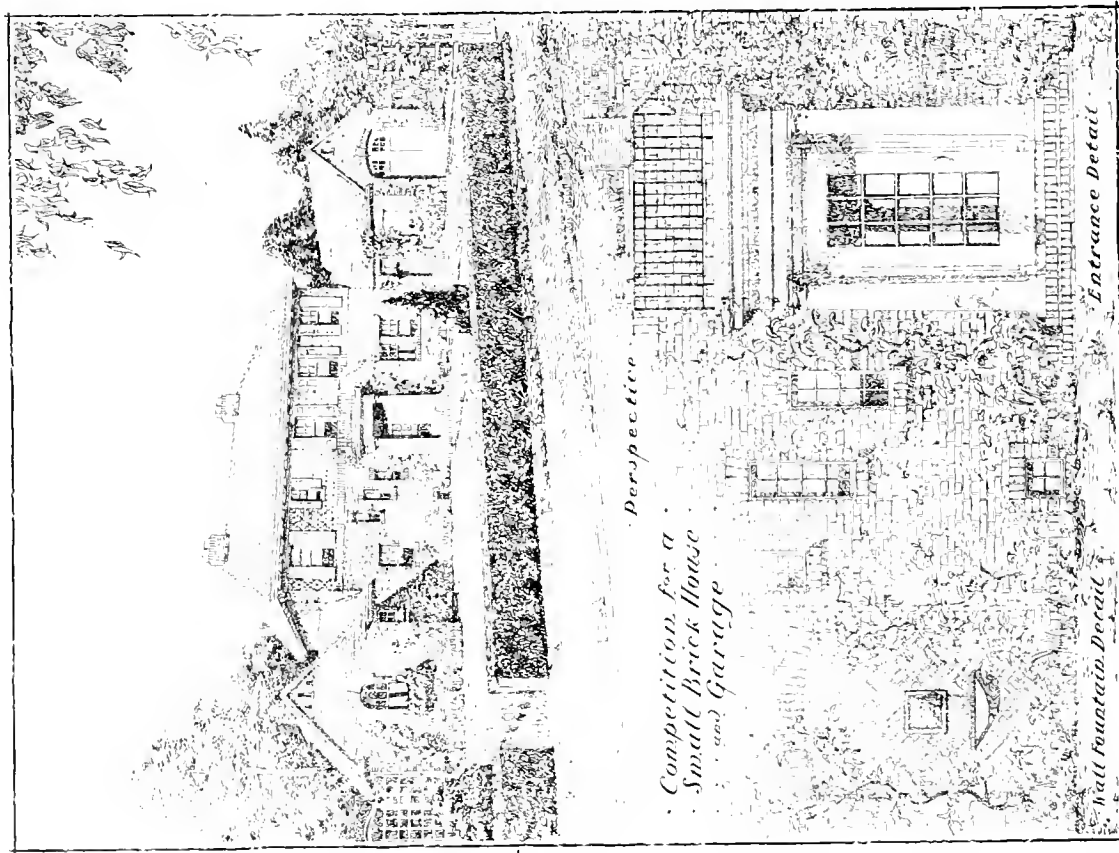 Perspective
· Competition for a ·
· Small Brick House ·
· and Garage ·
Wall Fountain Detail
Entrance Detail